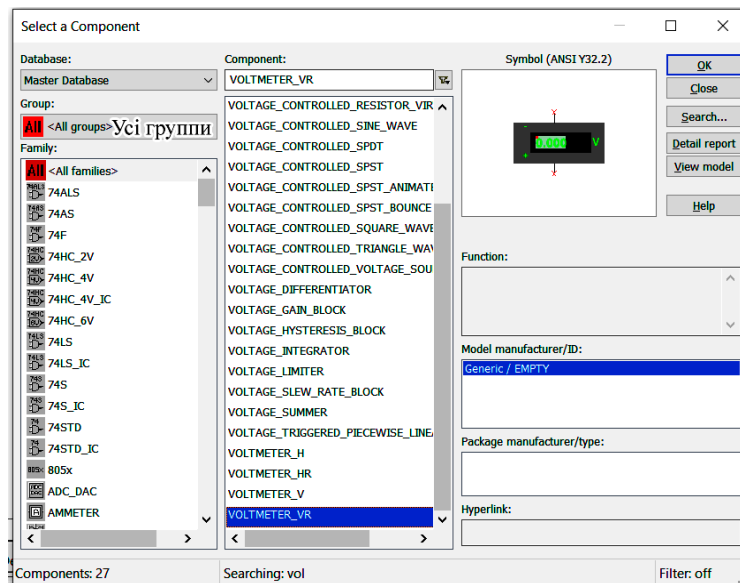 Select a Component
Database:
Master Database
Group:
All <All groups> Усі группи
Family:
All <All families>
74ALS
74AS
74F
74HC_2V
74HC_4V
74HC_4V_IC
74HC_6V
74LS
74LS_IC
74S
74S_IC
74STD
74STD_IC
805x 805x
ADC_DAC
A AMMETER
Component:
VOLTMETER_VR
VOLTAGE_CONTROLLED_RESISTOR_VIR
VOLTAGE_CONTROLLED_SINE_WAVE
VOLTAGE_CONTROLLED_SPDT
VOLTAGE_CONTROLLED_SPST
VOLTAGE_CONTROLLED_SPST_ANIMATE
VOLTAGE_CONTROLLED_SPST_BOUNCE
VOLTAGE_CONTROLLED_SQUARE_WAVE
VOLTAGE_CONTROLLED_TRIANGLE_WAV
VOLTAGE_CONTROLLED_VOLTAGE_SOU
VOLTAGE_DIFFERENTIATOR
VOLTAGE_GAIN_BLOCK
VOLTAGE_HYSTERESIS_BLOCK
VOLTAGE_INTEGRATOR
VOLTAGE_LIMITER
VOLTAGE_SLEW_RATE_BLOCK
VOLTAGE_SUMMER
VOLTAGE_TRIGGERED_PIECEWISE_LINE
VOLTMETER_H
VOLTMETER_HR
VOLTMETER_V
VOLTMETER_VR
Symbol (ANSI Y32.2)
0.000 V
Function:
Model manufacturer/ID:
Generic / EMPTY
Package manufacturer/type:
Hyperlink:
OK
Close
Search...
Detail report
View model
Help
Components: 27
Searching: vol
Filter: off